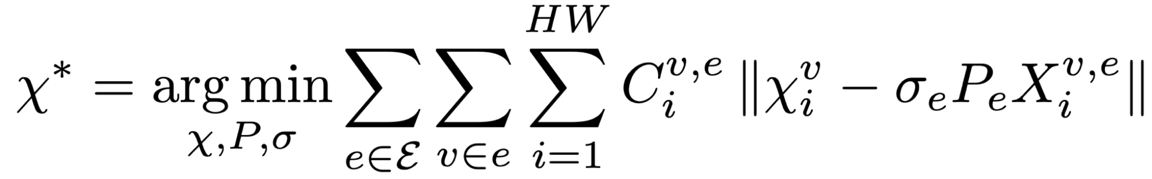 χ* = arg min_{χ,P,σ} ∑_{e∈ℰ} ∑_{v∈e} ∑_{i=1}^{HW} C_i^{v,e} ‖χ_i^v − σ_e P_e X_i^{v,e}‖